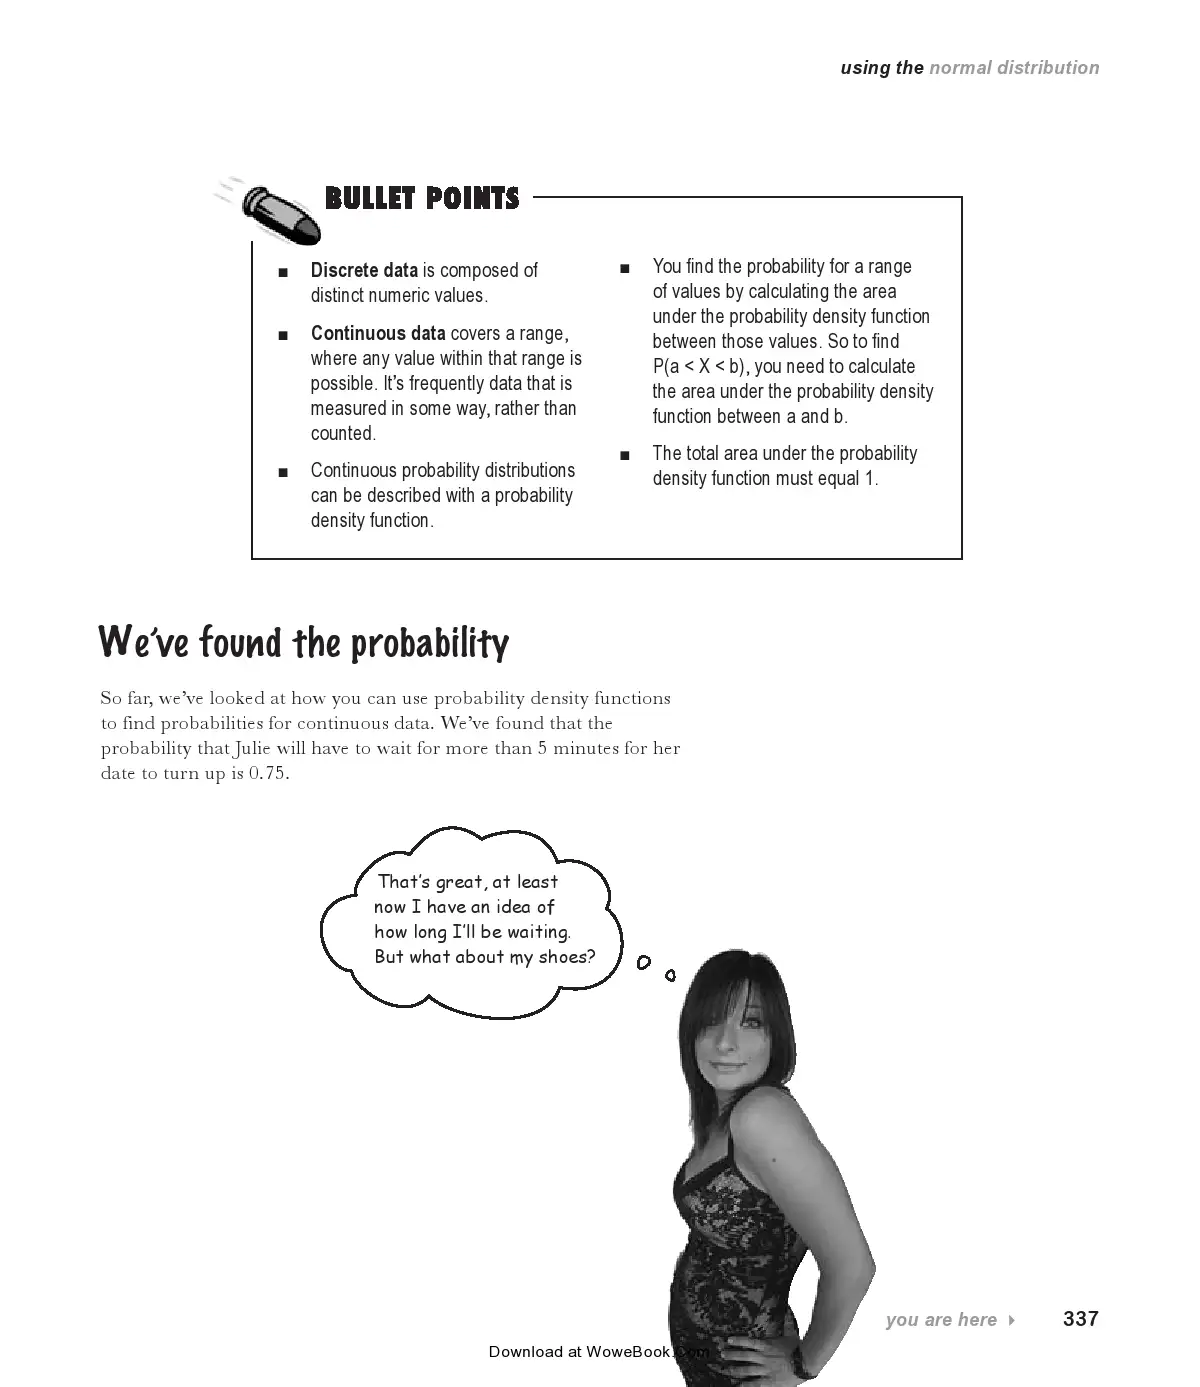 using the normal distribution
BULLET POINTS
■ Discrete data is composed of
distinct numeric values.
■ Continuous data covers a range,
where any value within that range is
possible. It’s frequently data that is
measured in some way, rather than
counted.
■ Continuous probability distributions
can be described with a probability
density function.
■ You find the probability for a range
of values by calculating the area
under the probability density function
between those values. So to find
P(a < X < b), you need to calculate
the area under the probability density
function between a and b.
■ The total area under the probability
density function must equal 1.
We’ve found the probability
So far, we’ve looked at how you can use probability density functions
to find probabilities for continuous data. We’ve found that the
probability that Julie will have to wait for more than 5 minutes for her
date to turn up is 0.75.
That’s great, at least
now I have an idea of
how long I’ll be waiting.
But what about my shoes?
you are here 337
Download at WoweBook.Com